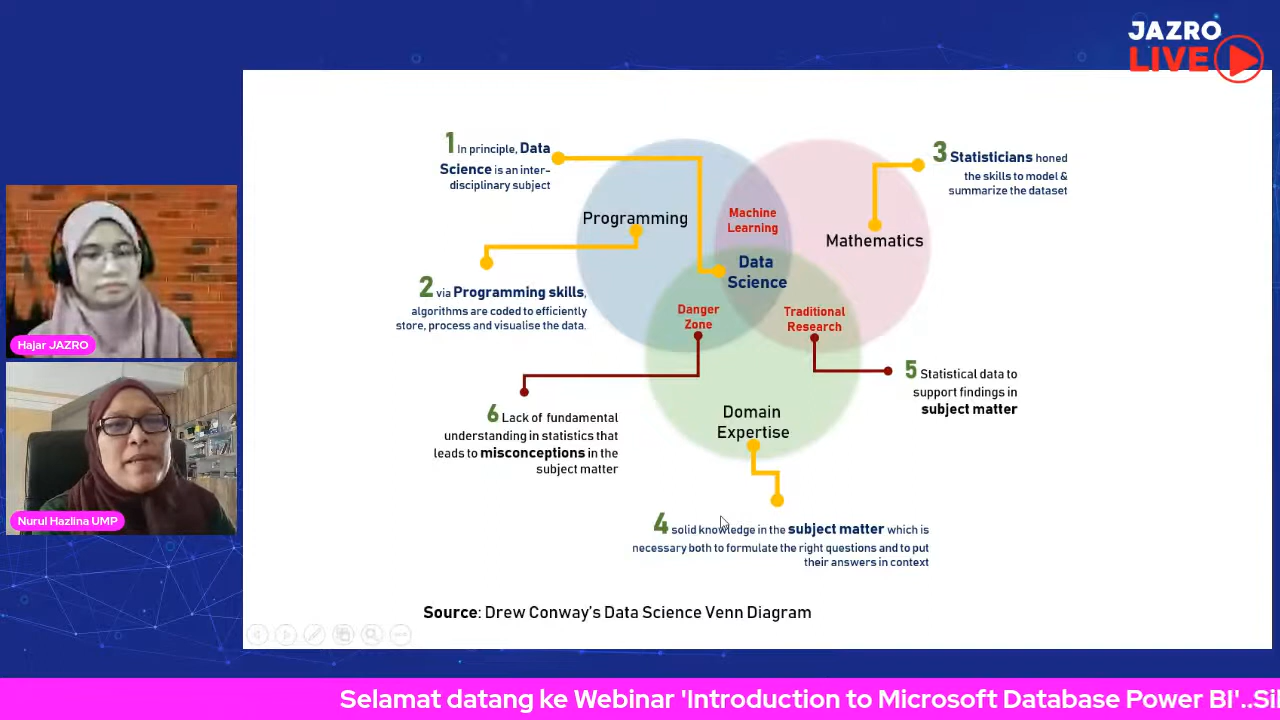 JAZRO
LIVE
1 In principle, Data
Science is an inter-
disciplinary subject
Programming
2 via Programming skills,
algorithms are coded to efficiently
store, process and visualise the data.
Machine
Learning
Data
Science
Mathematics
3 Statisticians honed
the skills to model &
summarize the dataset
Danger
Zone
Traditional
Research
5 Statistical data to
support findings in
subject matter
6 Lack of fundamental
understanding in statistics that
leads to misconceptions in the
subject matter
Domain
Expertise
4 solid knowledge in the subject matter which is
necessary both to formulate the right questions and to put
their answers in context
Source: Drew Conway's Data Science Venn Diagram
Hajar JAZRO
Nurul Hazlina UMP
Selamat datang ke Webinar 'Introduction to Microsoft Database Power BI'..Sil